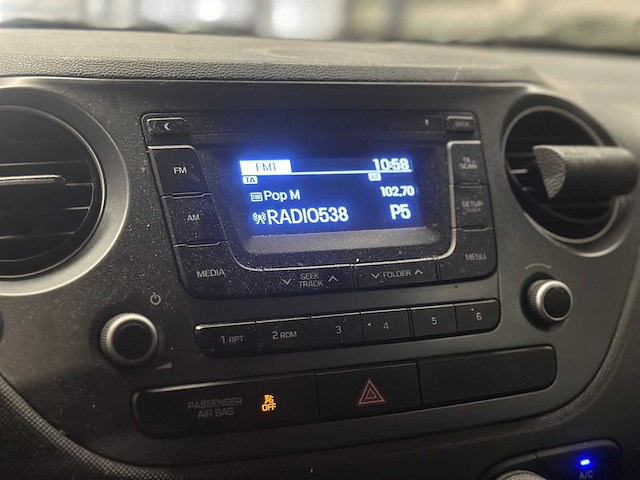 FM1 10:58
TA AF
Pop M 102.70
RADIO538 P5
FM
AM
MEDIA
TA
SCAN
SETUP
MENU
SEEK
TRACK
FOLDER
1 RPT 2 RDM 3 4 5 6
PASSENGER
AIR BAG
OFF
A/C